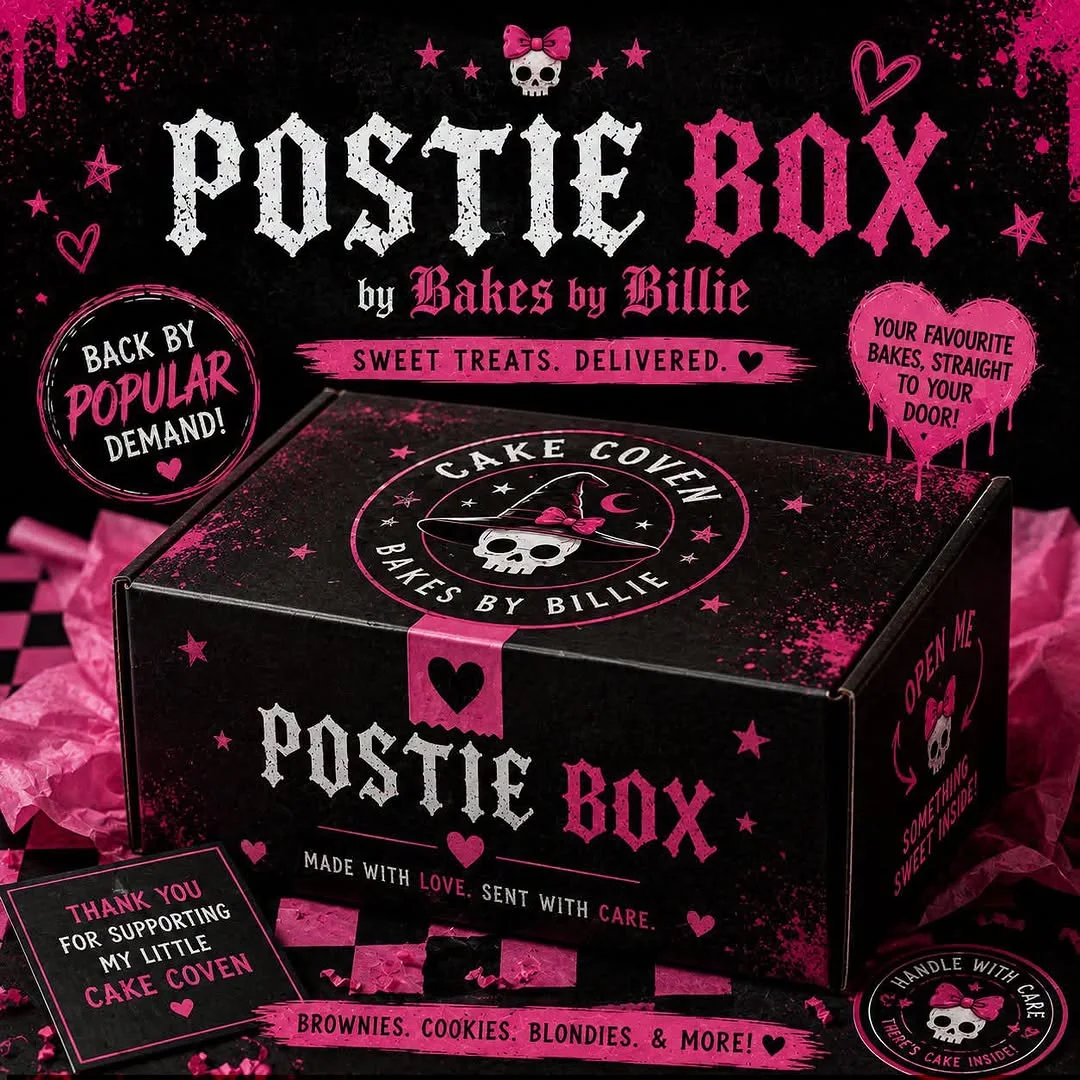 POSTIE BOX
by Bakes by Billie
SWEET TREATS. DELIVERED.
BACK BY
POPULAR
DEMAND!
YOUR FAVOURITE
BAKES, STRAIGHT
TO YOUR
DOOR!
CAKE COVEN
BAKES BY BILLIE
OPEN ME
SOMETHING
SWEET INSIDE!
POSTIE BOX
MADE WITH LOVE. SENT WITH CARE.
THANK YOU
FOR SUPPORTING
MY LITTLE
CAKE COVEN
HANDLE WITH CARE
THERE'S CAKE INSIDE!
BROWNIES. COOKIES. BLONDIES. & MORE!